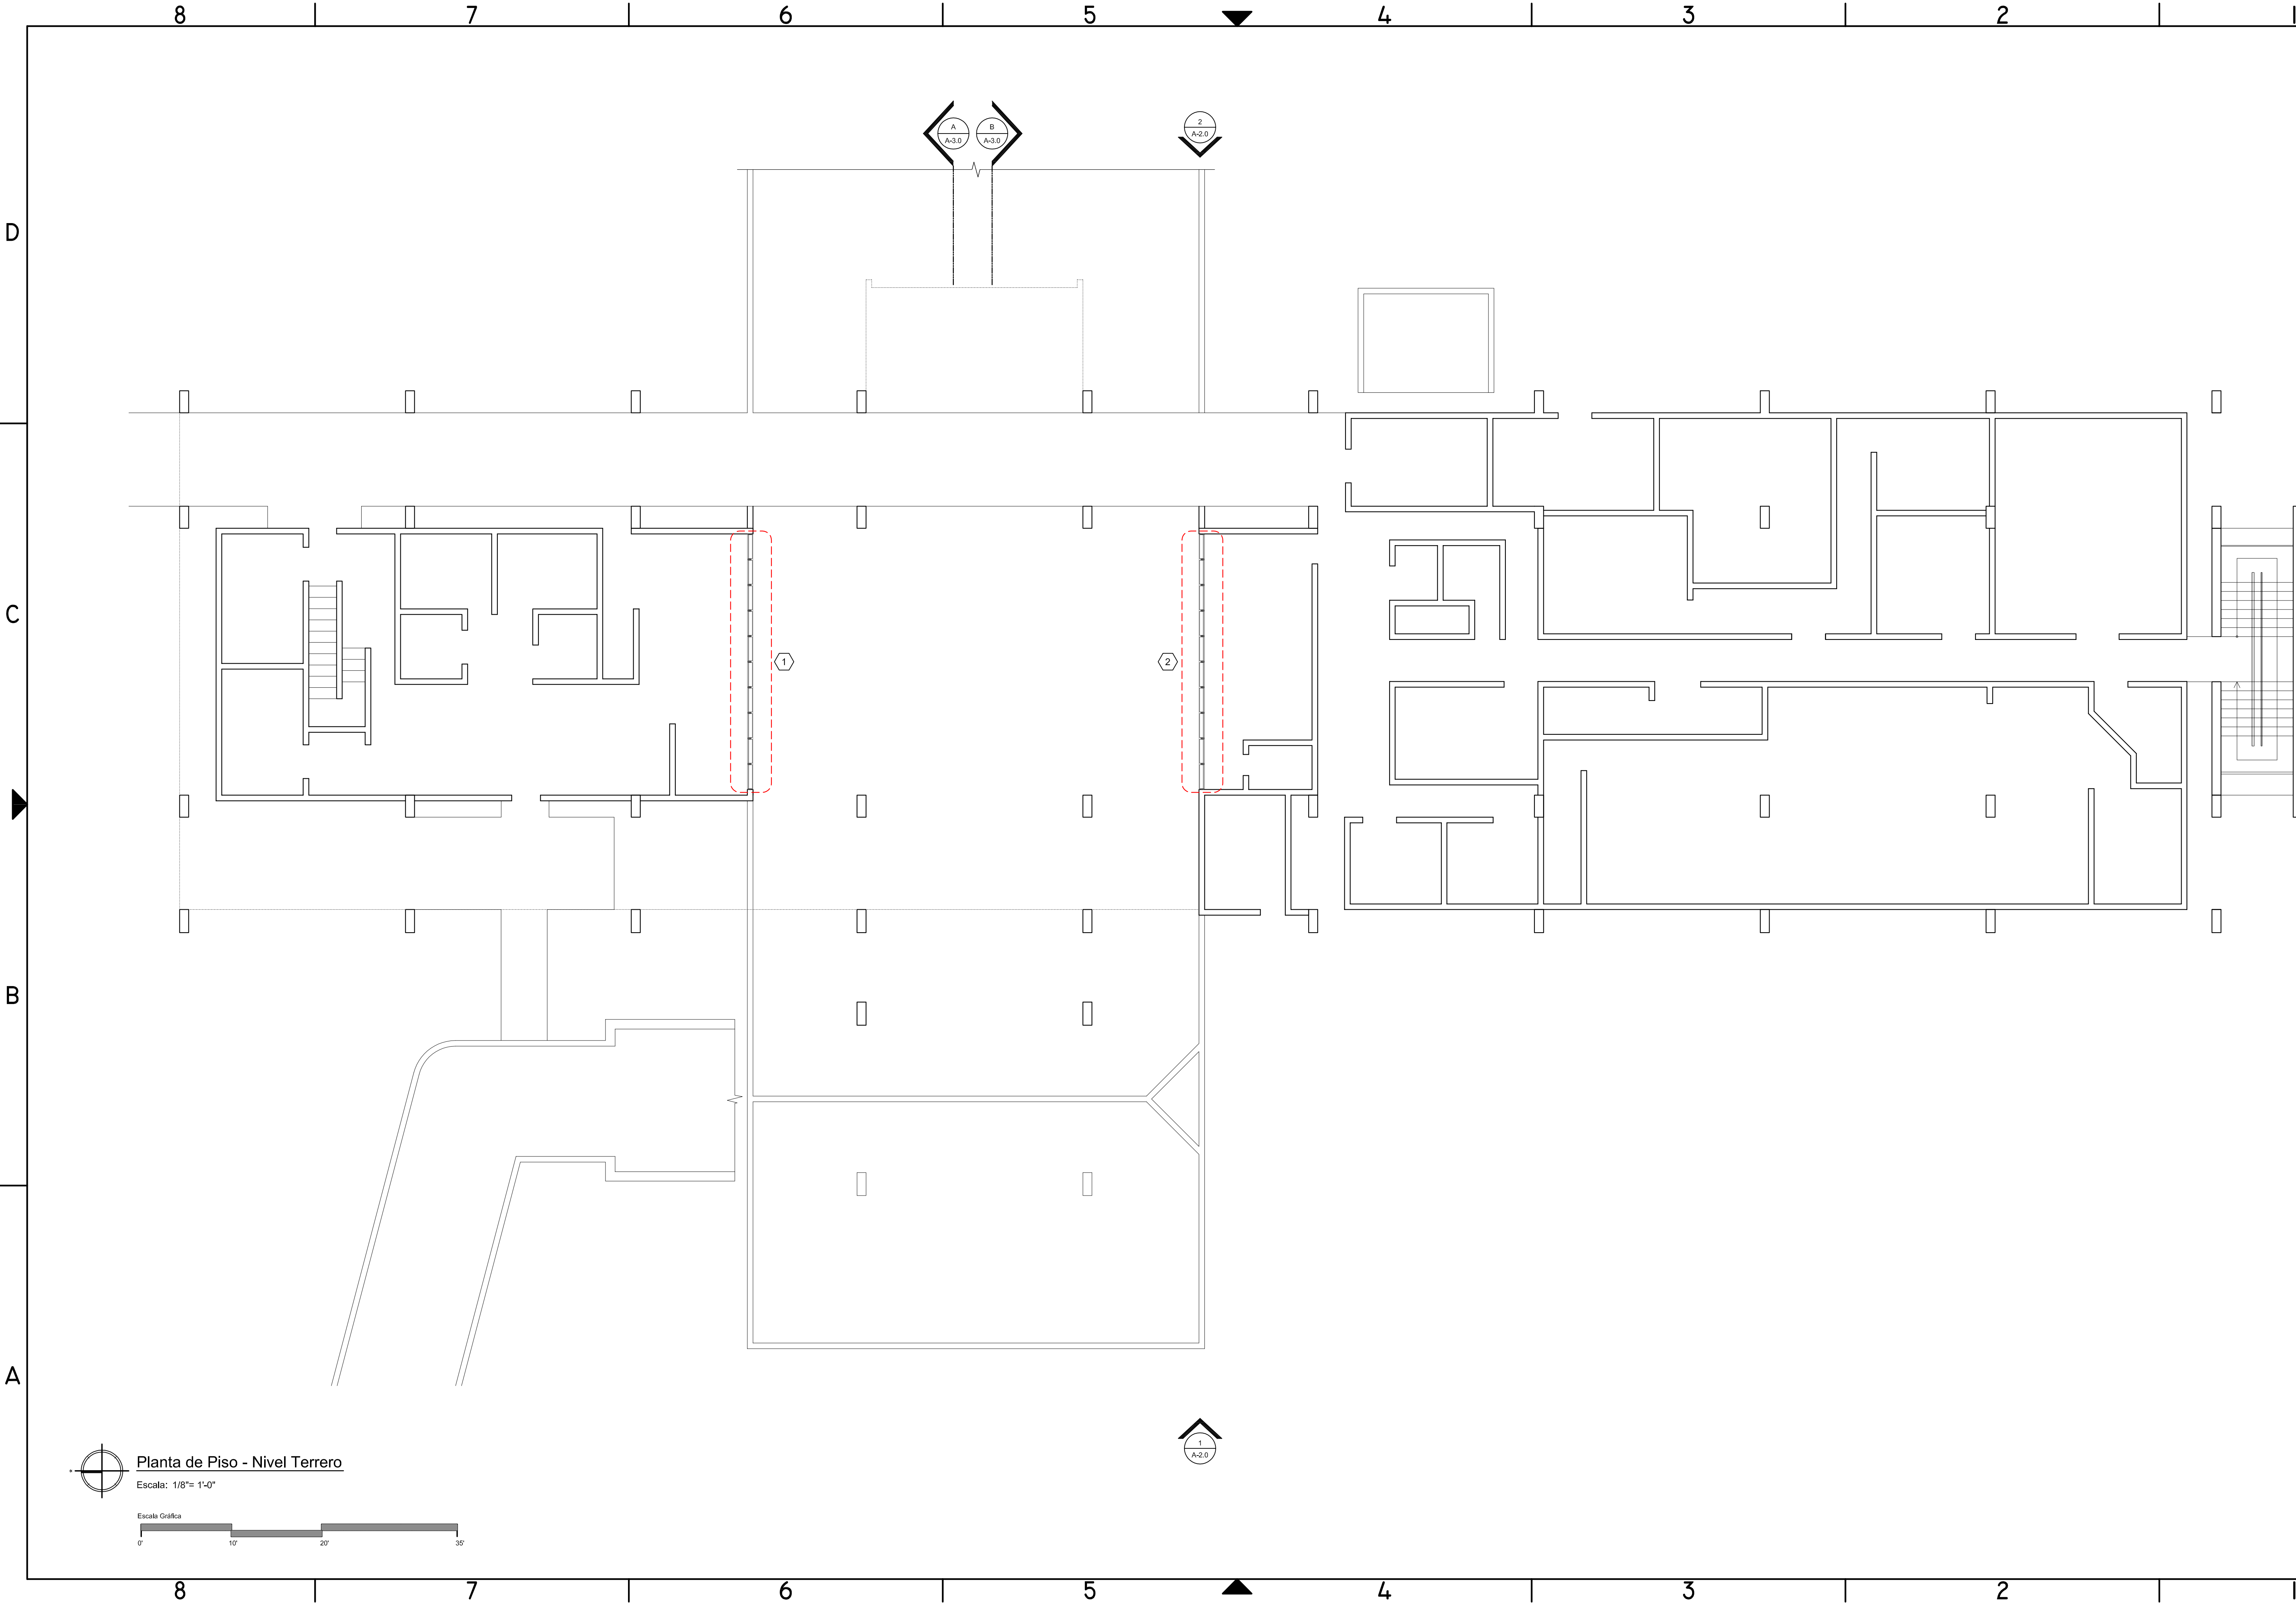 8 7 6 5 4 3 2
A B 2
A-3.0 A-3.0 A-2.0
D
C
1 2
B
A
1
A-2.0
Planta de Piso - Nivel Terrero
Escala: 1/8"= 1'-0"
Escala Gráfica
0' 10' 20' 35'
8 7 6 5 4 3 2